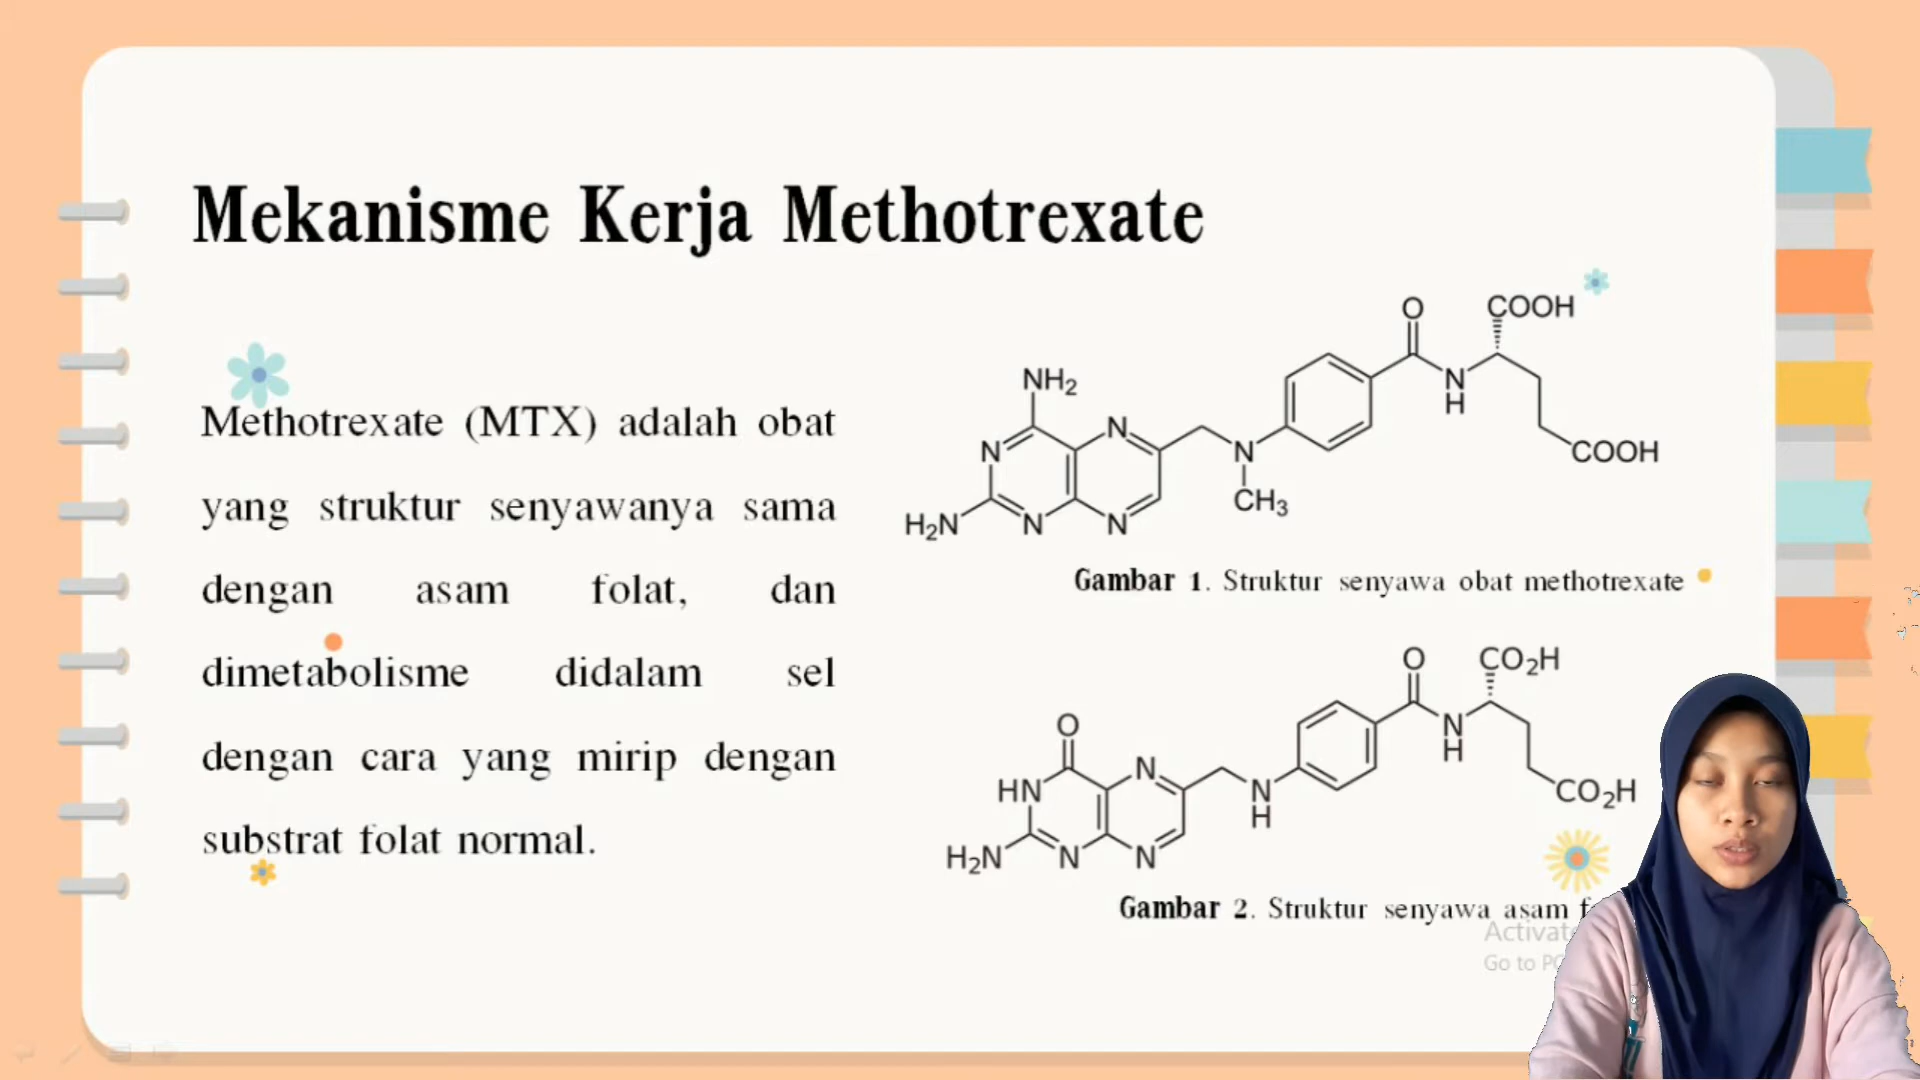 Mekanisme Kerja Methotrexate
Methotrexate (MTX) adalah obat
yang struktur senyawanya sama
dengan asam folat, dan
dimetabolisme didalam sel
dengan cara yang mirip dengan
substrat folat normal.
O
COOH
NH₂
N
N
N
H
N
COOH
CH₃
H₂N
N
N
Gambar 1. Struktur senyawa obat methotrexate
O
CO₂H
O
N
H
N
HN
N
H
CO₂H
H₂N
N
N
Gambar 2. Struktur senyawa asam
Go to